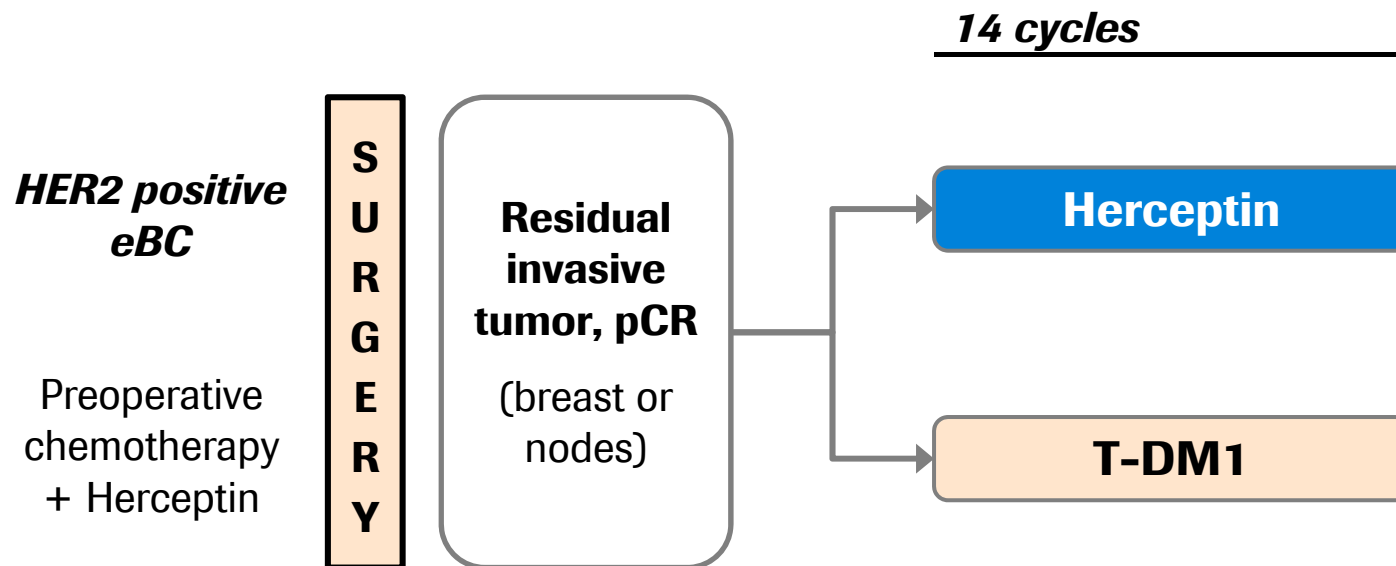 14 cycles
HER2 positive
eBC
Preoperative
chemotherapy
+ Herceptin
S
U
R
G
E
R
Y
Residual
invasive
tumor, pCR
(breast or
nodes)
Herceptin
T-DM1